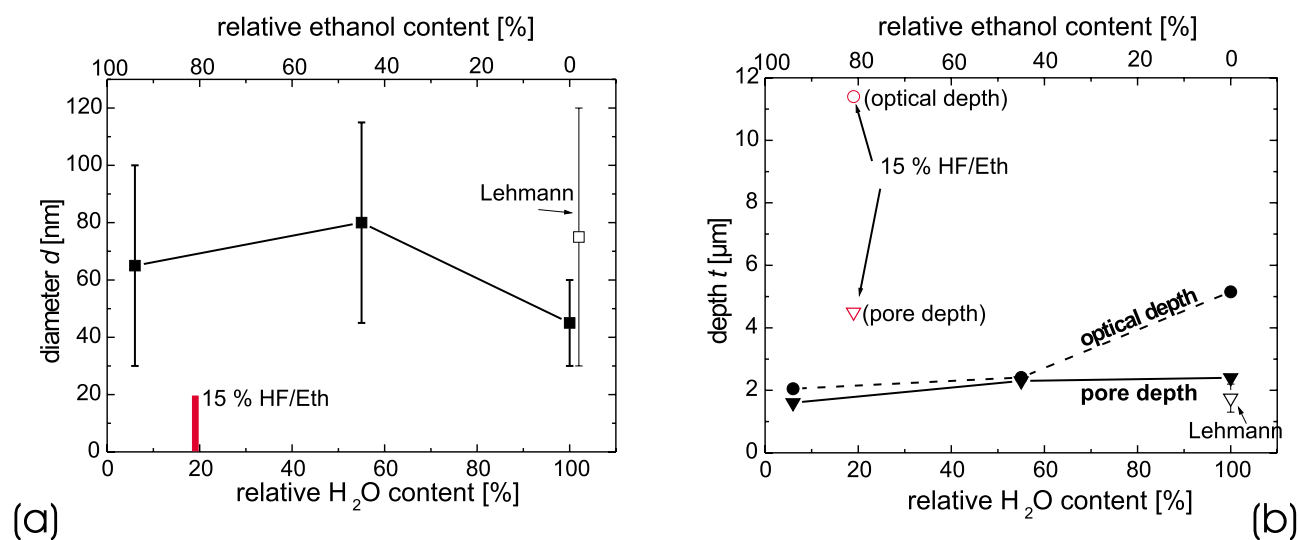 (a)
relative ethanol content [%]
100 80 60 40 20 0
diameter d [nm]
120
100
80
60
40
20
0
Lehmann
15 % HF/Eth
0 20 40 60 80 100
relative H2O content [%]
relative ethanol content [%]
100 80 60 40 20 0
depth t [µm]
12
10
8
6
4
2
0
(optical depth)
15 % HF/Eth
(pore depth)
optical depth
pore depth
Lehmann
0 20 40 60 80 100
relative H2O content [%]
(b)